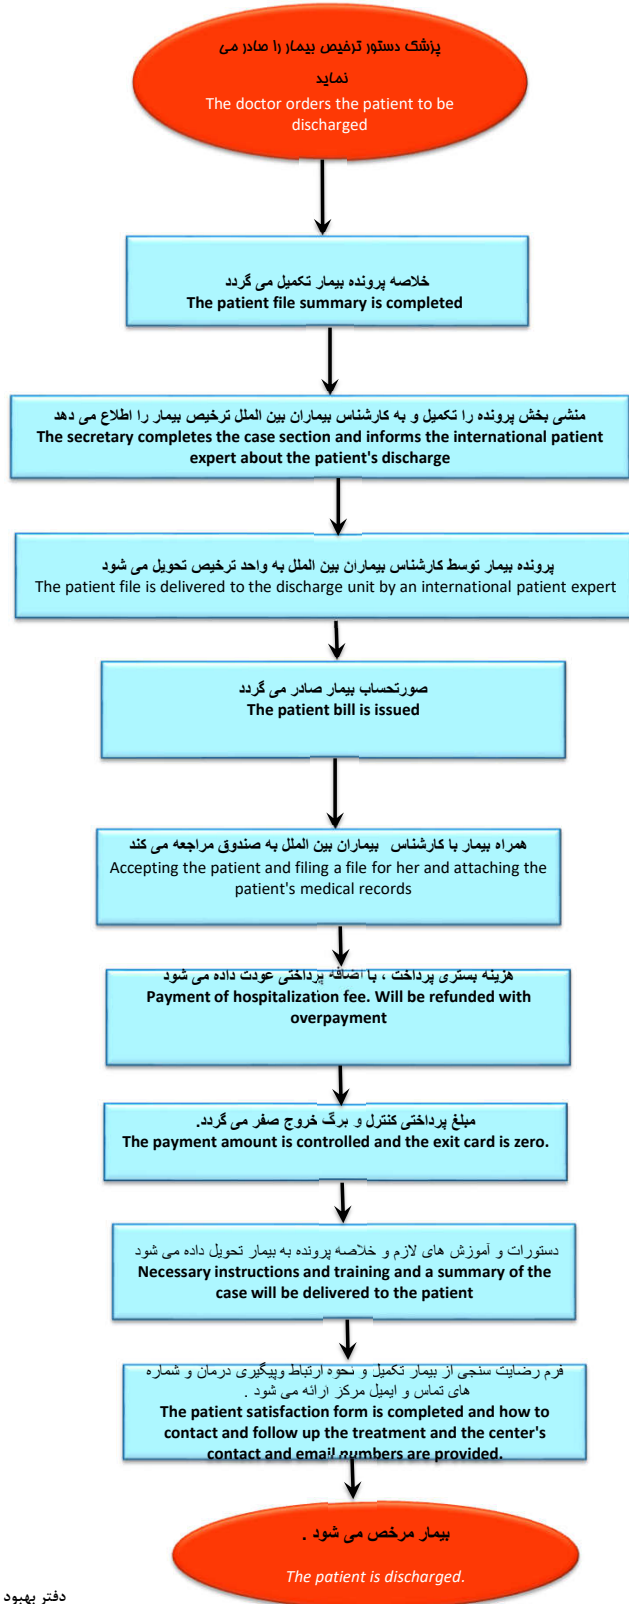 پزشک دستور ترخیص بیمار را صادر می
نماید
The doctor orders the patient to be
discharged
خلاصه پرونده بیمار تکمیل می گردد
The patient file summary is completed
منشی بخش پرونده را تکمیل و به کارشناس بیماران بین الملل ترخیص بیمار را اطلاع می دهد
The secretary completes the case section and informs the international patient
expert about the patient's discharge
پرونده بیمار توسط کارشناس بیماران بین الملل به واحد ترخیص تحویل می شود
The patient file is delivered to the discharge unit by an international patient expert
صورتحساب بیمار صادر می گردد
The patient bill is issued
همراه بیمار با کارشناس بیماران بین الملل به صندوق مراجعه می کند
Accepting the patient and filing a file for her and attaching the
patient's medical records
هزینه بستری پرداخت ، با اضافه پرداختی عودت داده می شود
Payment of hospitalization fee. Will be refunded with
overpayment
مبلغ پرداختی کنترل و برگ خروج صفر می گردد.
The payment amount is controlled and the exit card is zero.
دستورات و آموزش های لازم و خلاصه پرونده به بیمار تحویل داده می شود
Necessary instructions and training and a summary of the
case will be delivered to the patient
فرم رضایت سنجی از بیمار تکمیل و نحوه ارتباط وپیگیری درمان و شماره
های تماس و ایمیل مرکز ارائه می شود .
The patient satisfaction form is completed and how to
contact and follow up the treatment and the center's
contact and email numbers are provided.
بیمار مرخص می شود .
The patient is discharged.
دفتر بهبود